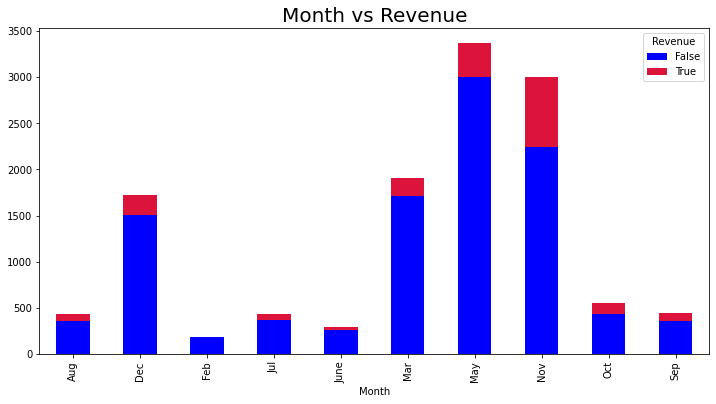 Month vs Revenue
3500
3000
2500
2000
1500
1000
500
0
Revenue
False
True
Aug
Dec
Feb
Jul
June
Mar
May
Nov
Oct
Sep
Month